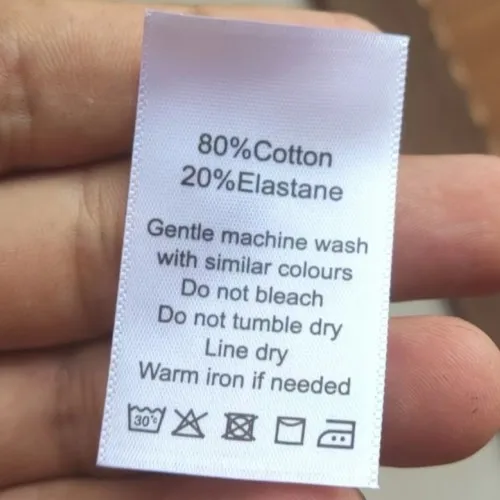 80%Cotton
20%Elastane
Gentle machine wash
with similar colours
Do not bleach
Do not tumble dry
Line dry
Warm iron if needed
30°c